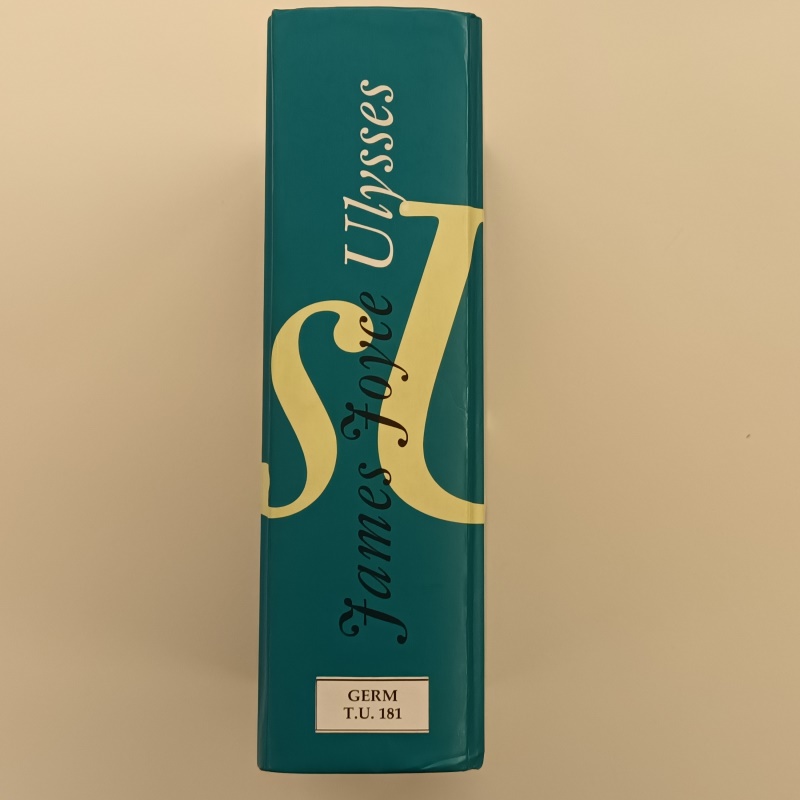 James Joyce Ulysses
GERM
T.U. 181